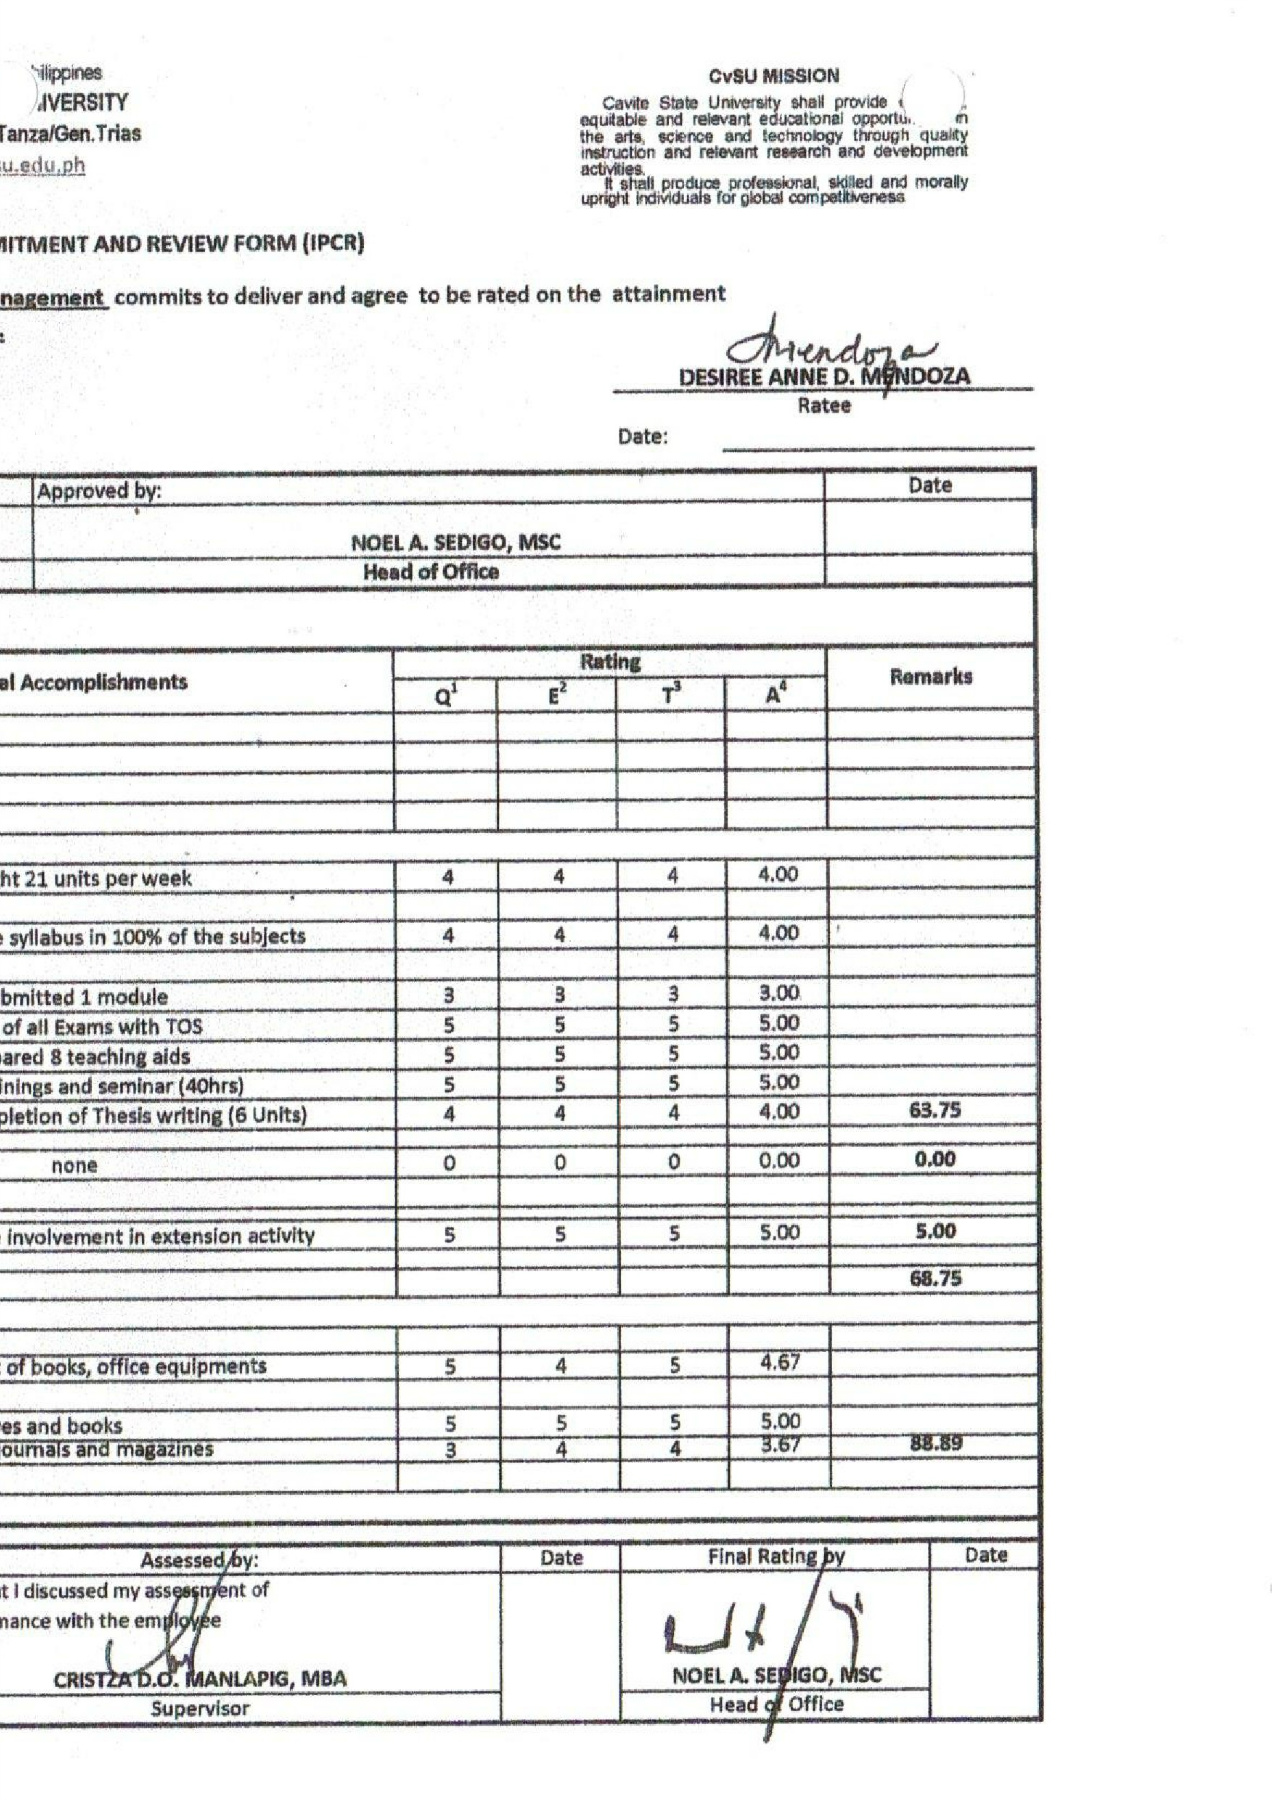 ilippines
IVERSITY
Tanza/Gen.Trias
u.edu.ph
CvSU MISSION
Cavite State University shall provide
equitable and relevant educational opportu in
the arts, science and technology through quality
instruction and relevant research and development
activities.
It shall produce professional, skilled and morally
upright individuals for global competitiveness
MITMENT AND REVIEW FORM (IPCR)
nagement commits to deliver and agree to be rated on the attainment
:
Mendoza
DESIREE ANNE D. MENDOZA
Ratee
Date:
Approved by: Date
NOEL A. SEDIGO, MSC
Head of Office
al Accomplishments Rating Remarks
Q¹ E² T³ A⁴
ht 21 units per week 4 4 4 4.00
e syllabus in 100% of the subjects 4 4 4 4.00
bmitted 1 module 3 3 3 3.00
of all Exams with TOS 5 5 5 5.00
ared 8 teaching aids 5 5 5 5.00
inings and seminar (40hrs) 5 5 5 5.00
pletion of Thesis writing (6 Units) 4 4 4 4.00 63.75
none 0 0 0 0.00 0.00
e involvement in extension activity 5 5 5 5.00 5.00
68.75
t of books, office equipments 5 4 5 4.67
es and books 5 5 5 5.00
journals and magazines 3 4 4 3.67 88.89
Assessed by: Date Final Rating by Date
t I discussed my assessment of
mance with the employee
CRISTZA D.O. MANLAPIG, MBA NOEL A. SEDIGO, MSC
Supervisor Head of Office